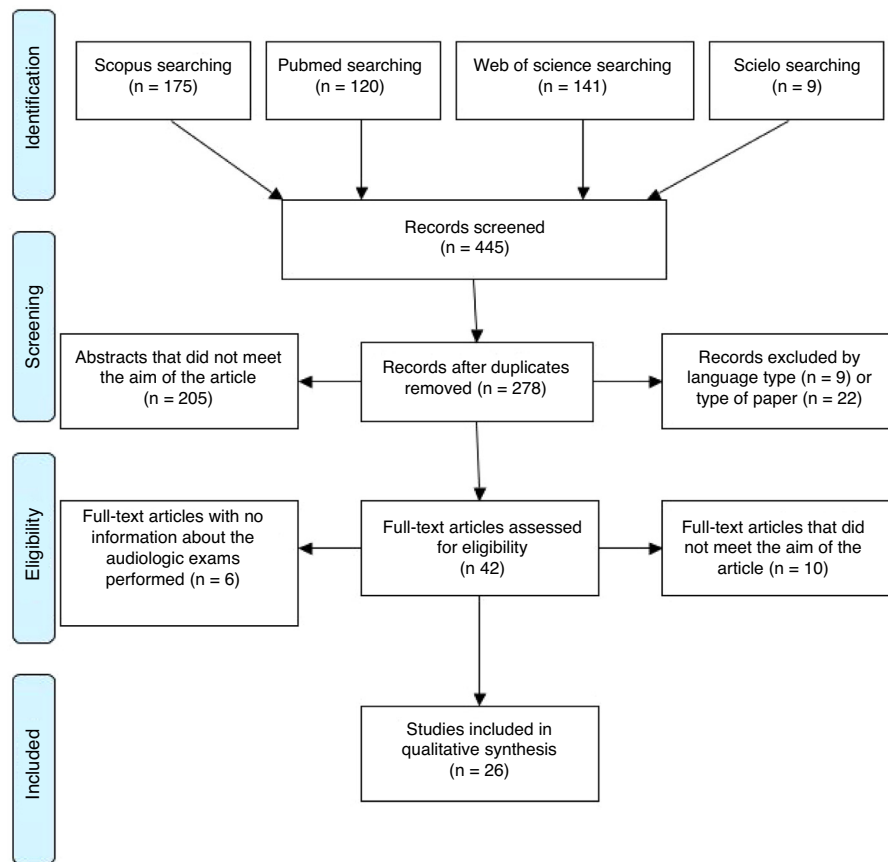 Identification
Scopus searching
(n = 175)
Pubmed searching
(n = 120)
Web of science searching
(n = 141)
Scielo searching
(n = 9)
Records screened
(n = 445)
Screening
Abstracts that did not meet
the aim of the article
(n = 205)
Records after duplicates
removed (n = 278)
Records excluded by
language type (n = 9) or
type of paper (n = 22)
Eligibility
Full-text articles with no
information about the
audiologic exams
performed (n = 6)
Full-text articles assessed
for eligibility
(n 42)
Full-text articles that did
not meet the aim of the
article (n = 10)
Included
Studies included in
qualitative synthesis
(n = 26)